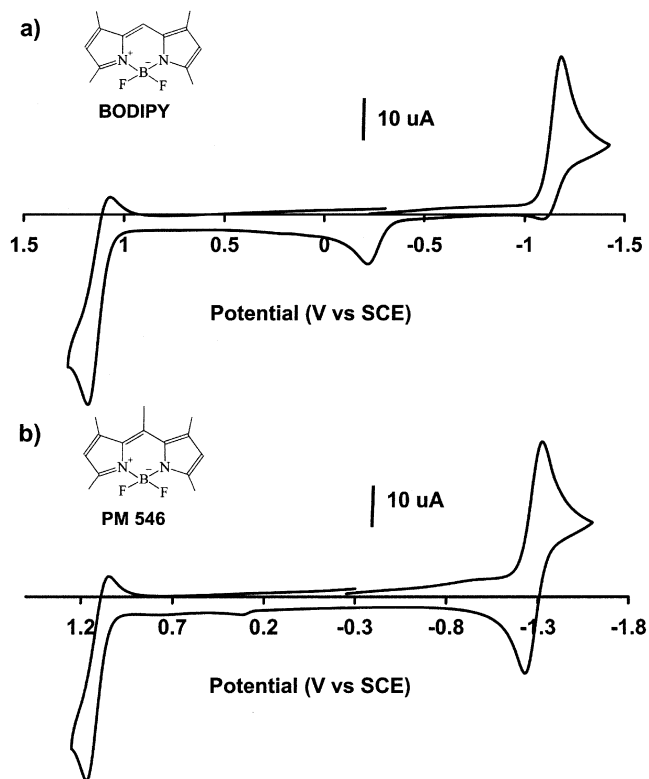 a)
N+
N
B-
F
F
BODIPY
10 uA
1.5 1 0.5 0 -0.5 -1 -1.5
Potential (V vs SCE)
b)
N+
N
B-
F
F
PM 546
10 uA
1.2 0.7 0.2 -0.3 -0.8 -1.3 -1.8
Potential (V vs SCE)